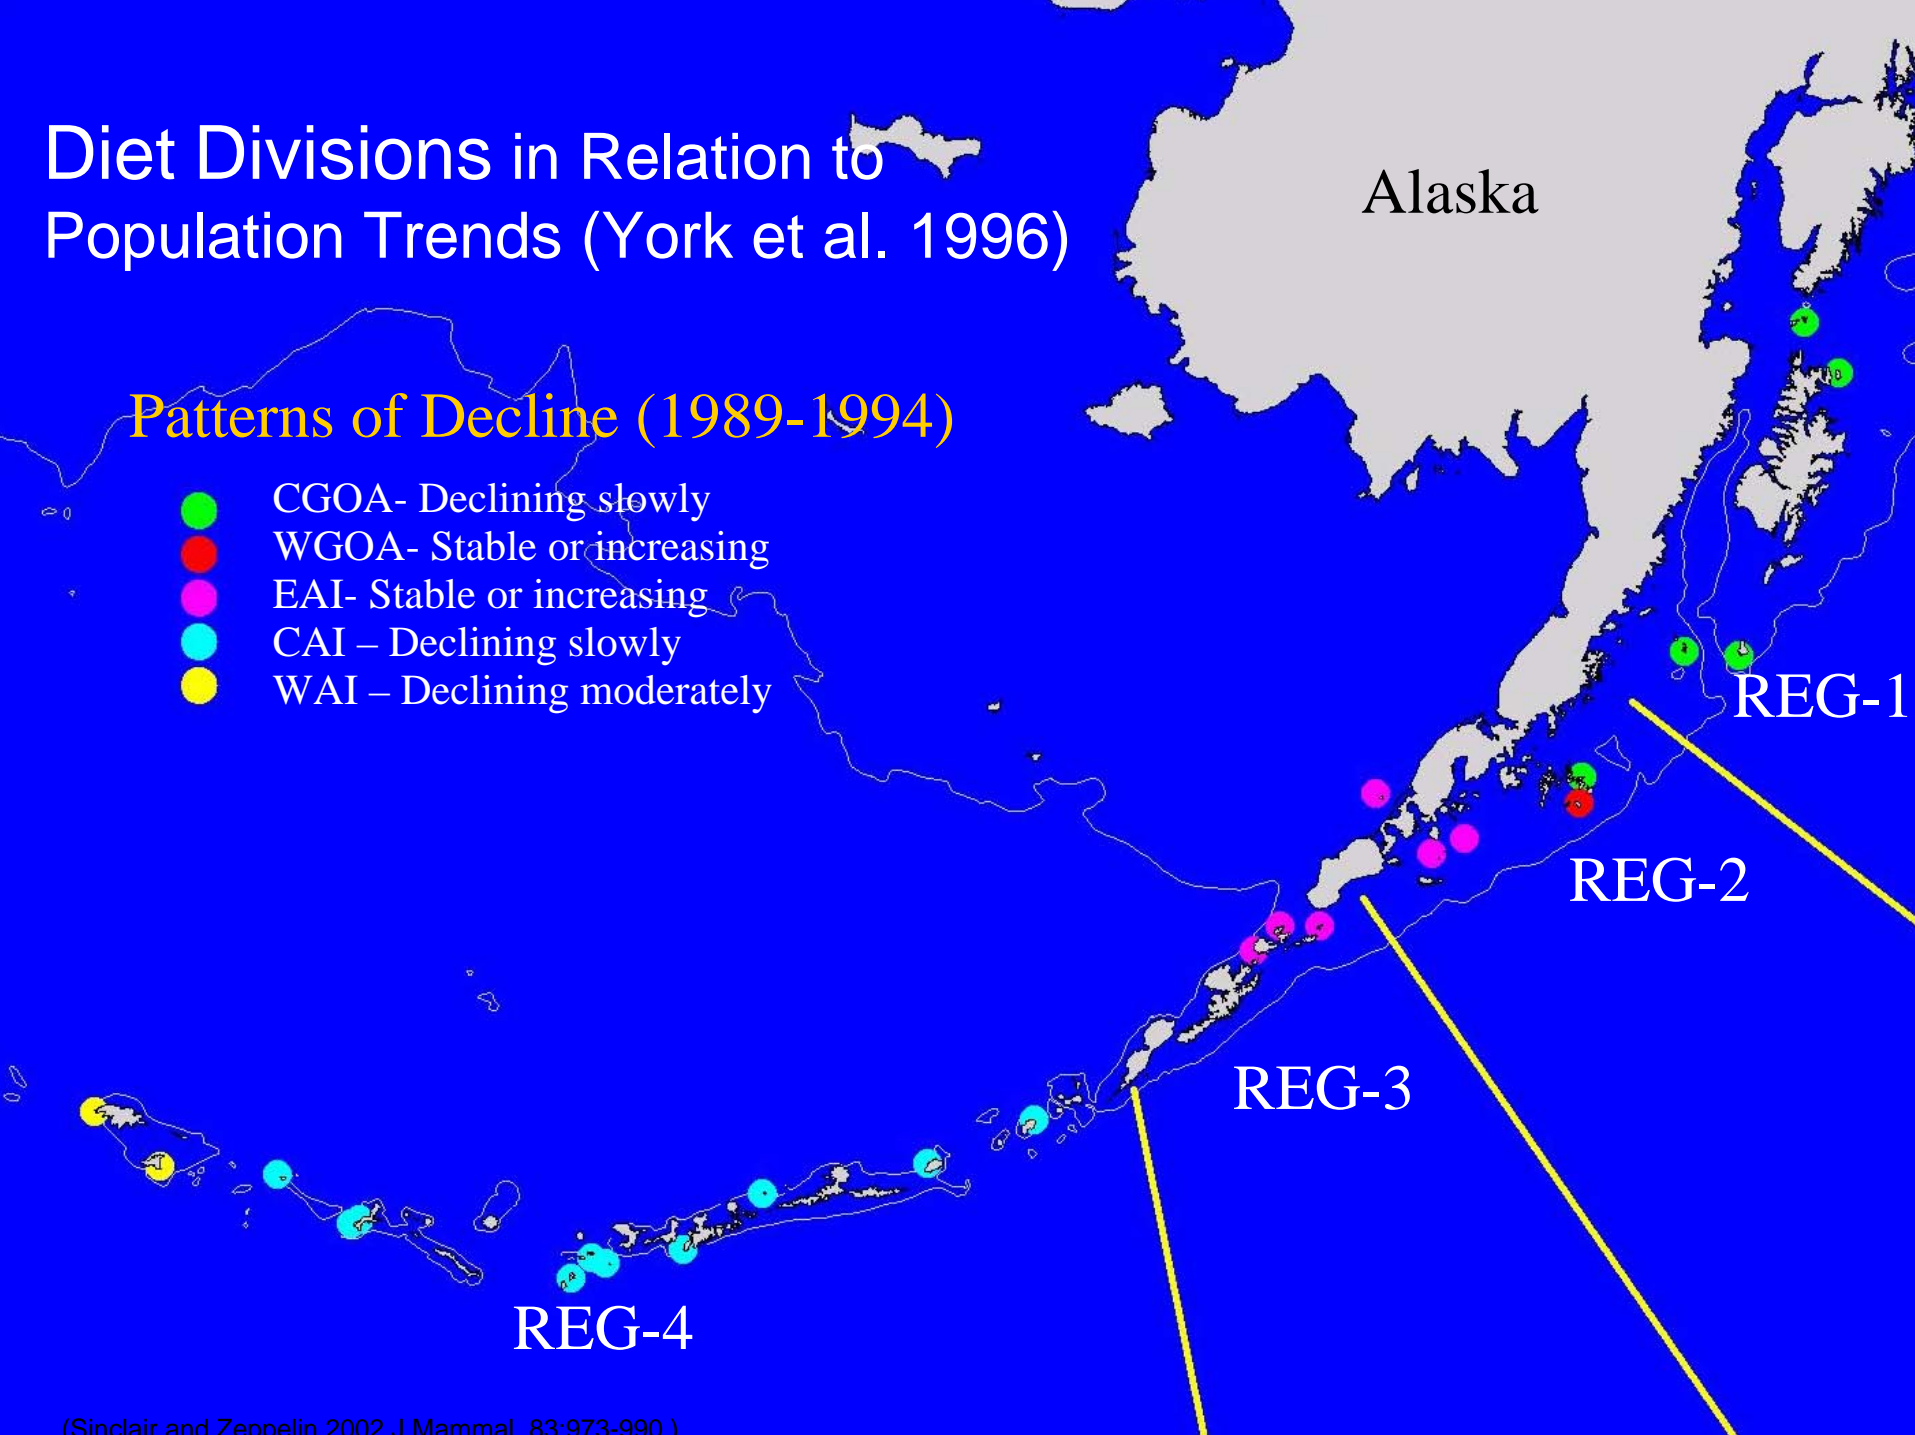 Diet Divisions in Relation to
Population Trends (York et al. 1996)
Alaska
Patterns of Decline (1989-1994)
CGOA- Declining slowly
WGOA- Stable or increasing
EAI- Stable or increasing
CAI – Declining slowly
WAI – Declining moderately
REG-1
REG-2
REG-3
REG-4
(Sinclair and Zeppelin 2002 J Mammal. 83:973-990 )